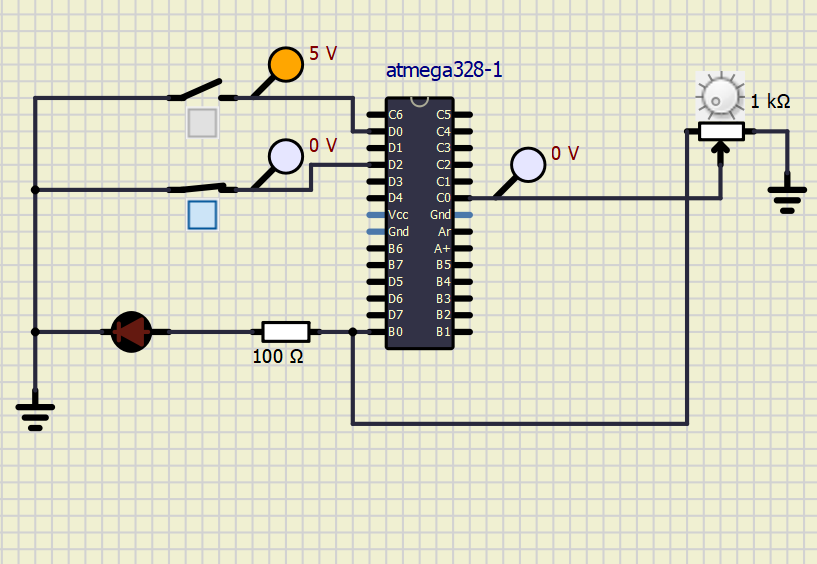 5 V
atmega328-1
1 kΩ
0 V
0 V
C6 C5
D0 C4
D1 C3
D2 C2
D3 C1
D4 C0
Vcc Gnd
Gnd Ar
B6 A+
B7 B5
D5 B4
D6 B3
D7 B2
B0 B1
100 Ω